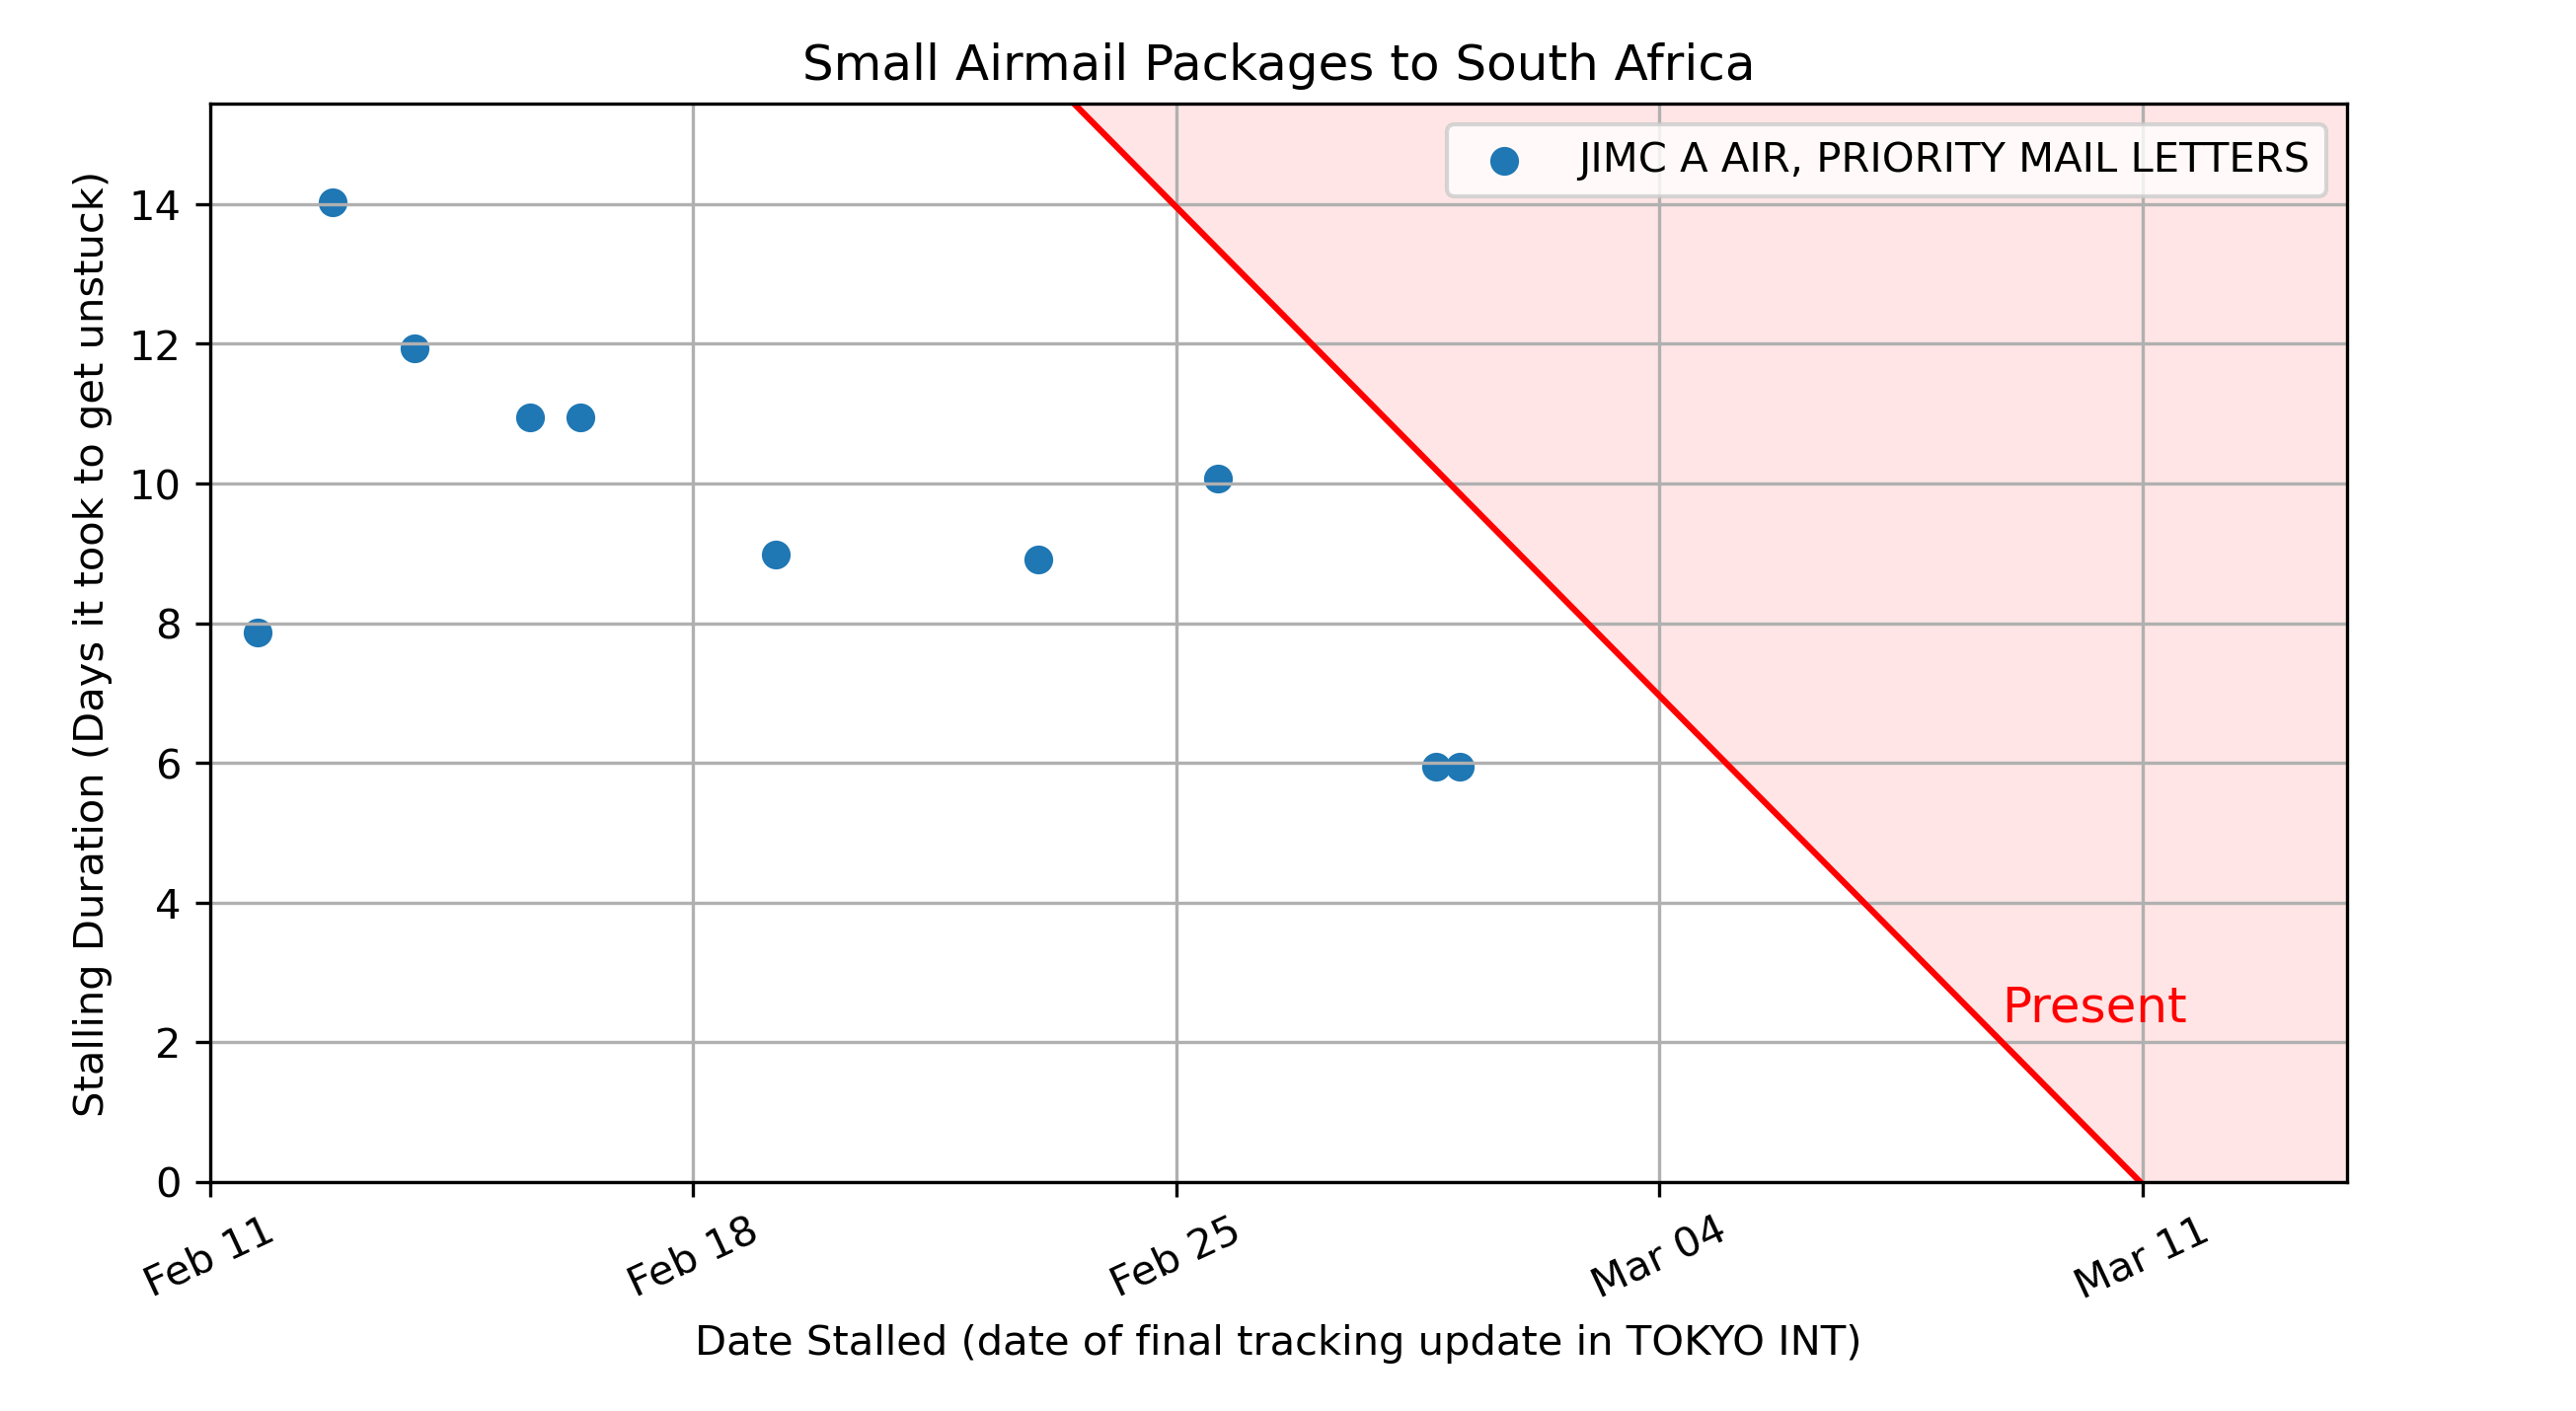 Small Airmail Packages to South Africa
JIMC A AIR, PRIORITY MAIL LETTERS
Stalling Duration (Days it took to get unstuck)
14
12
10
8
6
4
2
0
Present
Feb 11
Feb 18
Feb 25
Mar 04
Mar 11
Date Stalled (date of final tracking update in TOKYO INT)